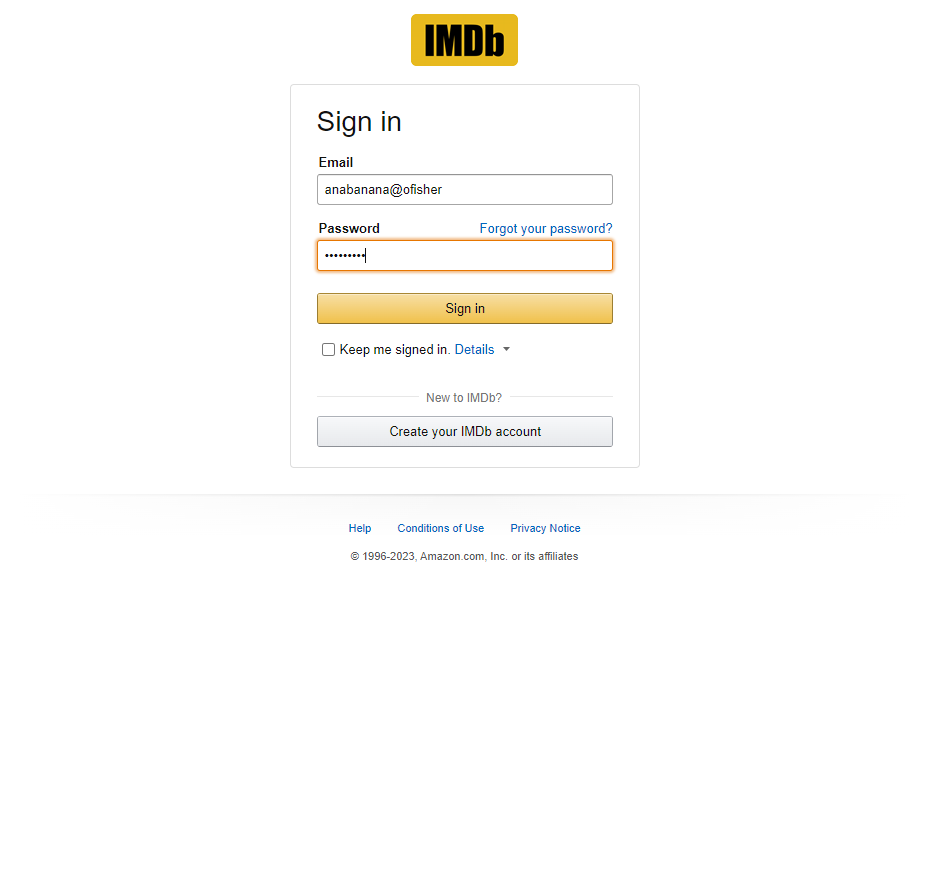 IMDb
Sign in
Email
anabanana@ofisher
Password Forgot your password?
•••••••••
Sign in
Keep me signed in. Details
New to IMDb?
Create your IMDb account
Help Conditions of Use Privacy Notice
© 1996-2023, Amazon.com, Inc. or its affiliates